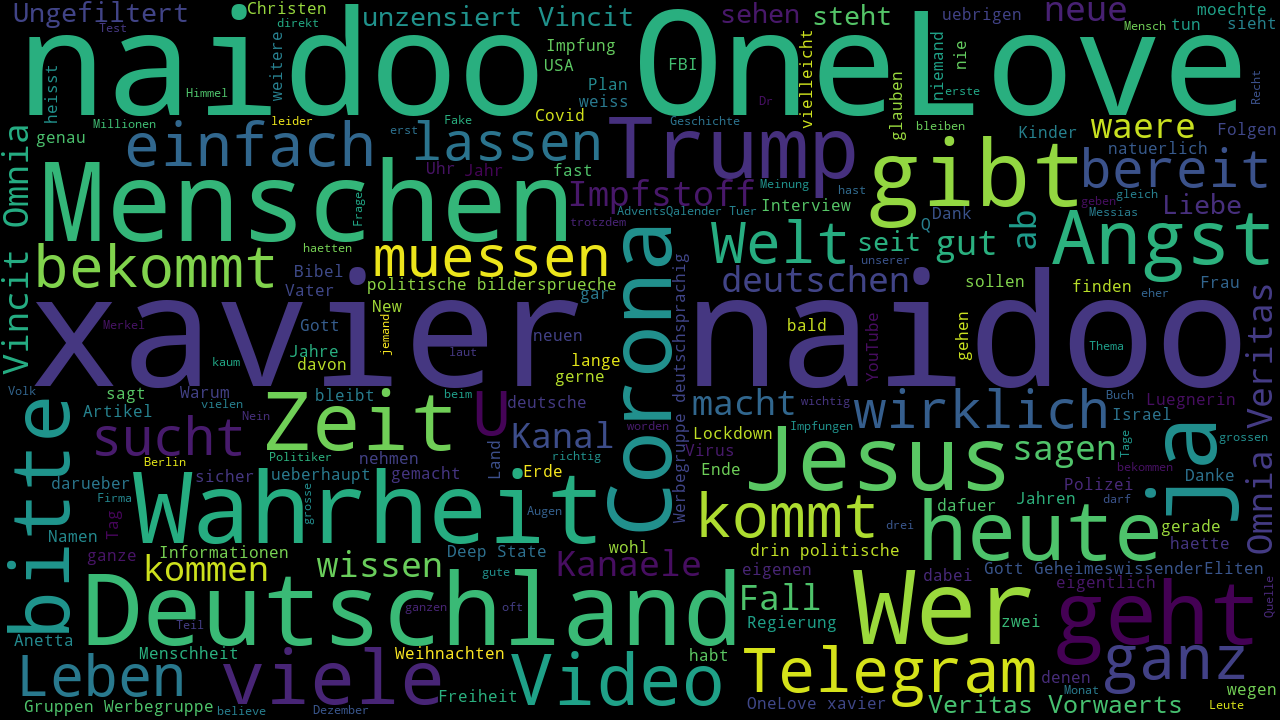 Ungefiltert
Christen
direkt
Test
unzensiert Vincit
sehen
steht
uebrigen
neue
moechte
Mensch
tun
sieht
naidoo OneLove
weitere
Impfung
USA
FBI
vielleicht
niemand
nie
heisst
Himmel
Plan
weiss
glauben
erste
Recht
genau
Millionen
leider
erst
Fake
Covid
Dr
Geschichte
bleiben
Kinder
waere
Folgen
natuerlich
einfach
lassen
Trump
gibt
bereit
Uhr
Jahr
fast
Vincit Omnia
Menschen
Frage
Impfstoff
Meinung
hast
gleich
geben
Liebe
AdventsQalender Tuer
Interview
Dank
Q
Messias
trotzdem
ab
Angst
bekommt
haetten
muessen
corona
Welt
seit
gut
unserer
Bibel
politische bildersprueche
Werbegruppe deutschsprachig
deutschen
sollen
finden
eher
Frau
Vater
gar
New
xavier naidoo
Merkel
Gott
jemand
neuen
bald
YouTube
gehen
Thema
Omnia Veritas
Jahre
davon
kaum
laut
lange
gerne
Volk
sagt
Warum
vielen
bleibt
beim
deutsche
macht
wichtig
wirklich
Buch
Luegnerin
Artikel
Nein
bitte
sucht
Zeit
U
Kanal
worden
Lockdown
Impfungen
Israel
grossen
Berlin
Politiker
nehmen
Land
richtig
Virus
Jesus
sagen
Tage
ja
darueber
sicher
ueberhaupt
gemacht
Erde
Ende
bekommen
Danke
Firma
Wahrheit
grosse
Augen
kommt
drei
dafuer
Jahren
Polizei
darf
Tag
Namen
heute
gerade
ganze
Informationen
Deep State
wohl
drin politische
haette
kommen
wissen
gute
Kanaele
eigenen
dabei
Gott GeheimeswissenderEliten
eigentlich
Quelle
Deutschland
ganzen
oft
Fall
Wer
geht
Teil
Regierung
zwei
Anetta
Menschheit
Weihnachten
habt
Leben
viele
Video
Telegram
denen
ganz
Freiheit
Monat
wegen
Gruppen Werbegruppe
believe
Dezember
OneLove xavier
Veritas Vorwaerts
Leute